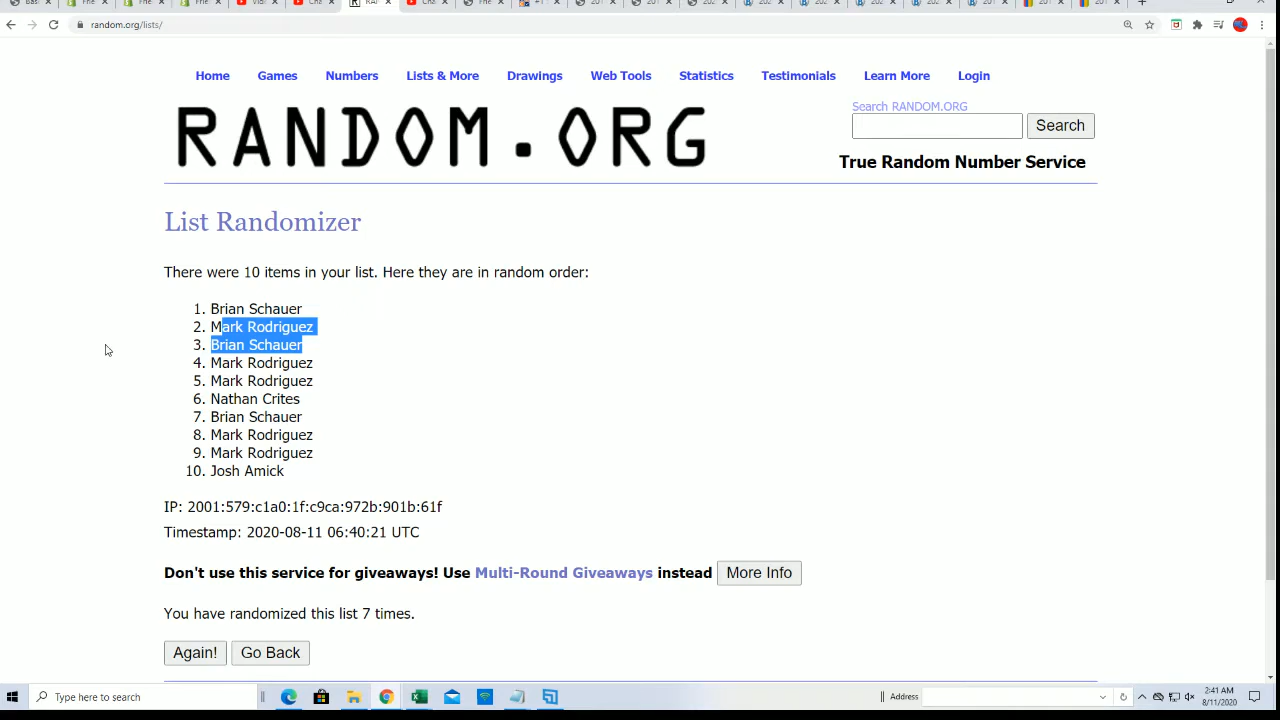 random.org/lists/
Home Games Numbers Lists & More Drawings Web Tools Statistics Testimonials Learn More Login
RANDOM.ORG
Search RANDOM.ORG
Search
True Random Number Service
List Randomizer
There were 10 items in your list. Here they are in random order:
1. Brian Schauer
2. Mark Rodriguez
3. Brian Schauer
4. Mark Rodriguez
5. Mark Rodriguez
6. Nathan Crites
7. Brian Schauer
8. Mark Rodriguez
9. Mark Rodriguez
10. Josh Amick
IP: 2001:579:c1a0:1f:c9ca:972b:901b:61f
Timestamp: 2020-08-11 06:40:21 UTC
Don't use this service for giveaways! Use Multi-Round Giveaways instead More Info
You have randomized this list 7 times.
Again! Go Back
Type here to search
Address
2:41 AM
8/11/2020